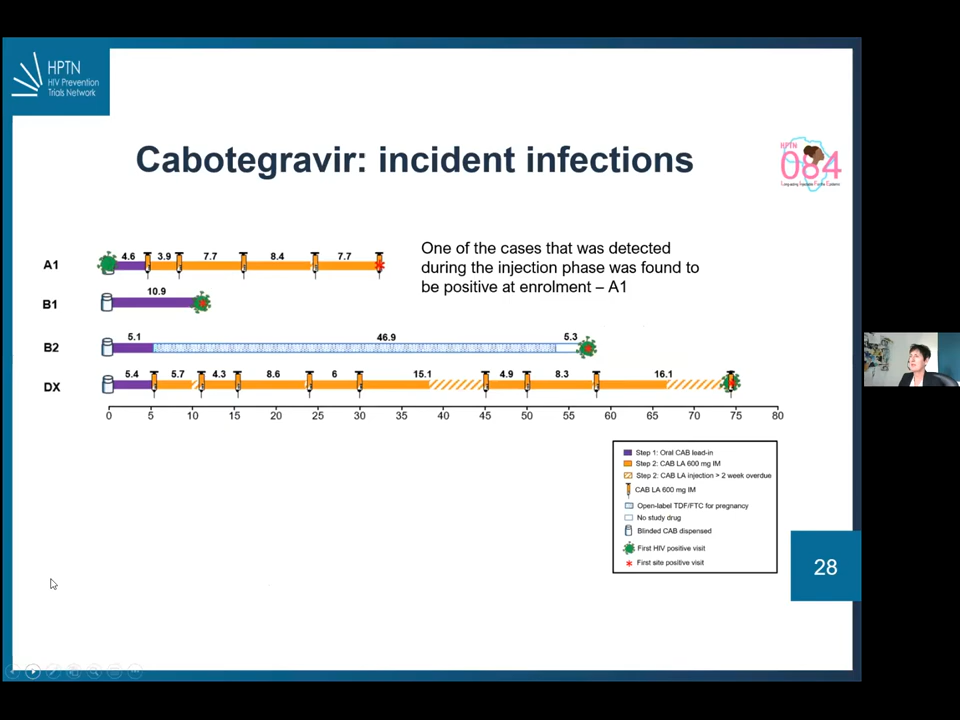 HPTN
HIV Prevention
Trials Network
Cabotegravir: incident infections
HPTN
084
One of the cases that was detected
during the injection phase was found to
be positive at enrolment – A1
A1
4.6 3.9 7.7 8.4 7.7
B1
10.9
B2
5.1 46.9 5.3
DX
5.4 5.7 4.3 8.6 6 15.1 4.9 8.3 16.1
0 5 10 15 20 25 30 35 40 45 50 55 60 65 70 75 80
Step 1: Oral CAB lead-in
Step 2: CAB LA 600 mg IM
Step 2: CAB LA injection > 2 week overdue
CAB LA 600 mg IM
Open-label TDF/FTC for pregnancy
No study drug
Blinded CAB dispensed
First HIV positive visit
First site positive visit
28